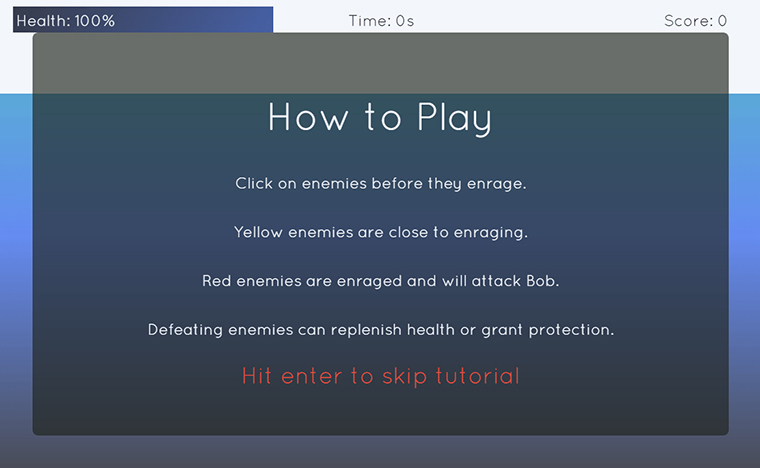 Health: 100%
Time: 0s
Score: 0
How to Play
Click on enemies before they enrage.
Yellow enemies are close to enraging.
Red enemies are enraged and will attack Bob.
Defeating enemies can replenish health or grant protection.
Hit enter to skip tutorial